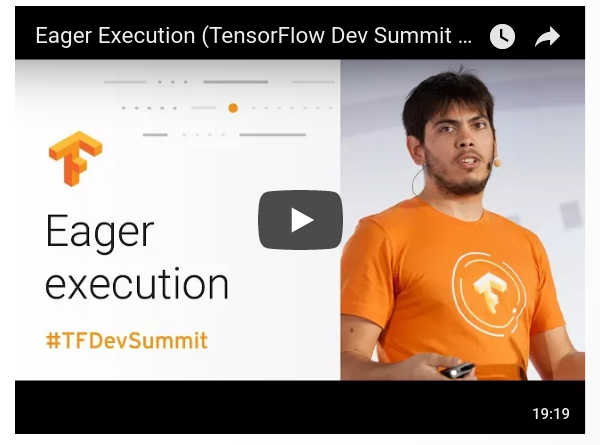 Eager Execution (TensorFlow Dev Summit ...
Eager
execution
#TFDevSummit
19:19